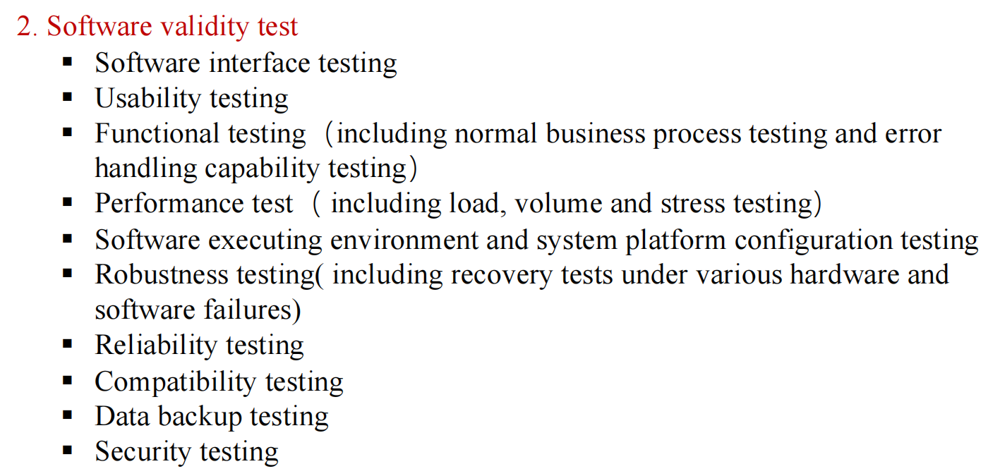 2. Software validity test
▪ Software interface testing
▪ Usability testing
▪ Functional testing（including normal business process testing and error
handling capability testing）
▪ Performance test（ including load, volume and stress testing）
▪ Software executing environment and system platform configuration testing
▪ Robustness testing( including recovery tests under various hardware and
software failures)
▪ Reliability testing
▪ Compatibility testing
▪ Data backup testing
▪ Security testing